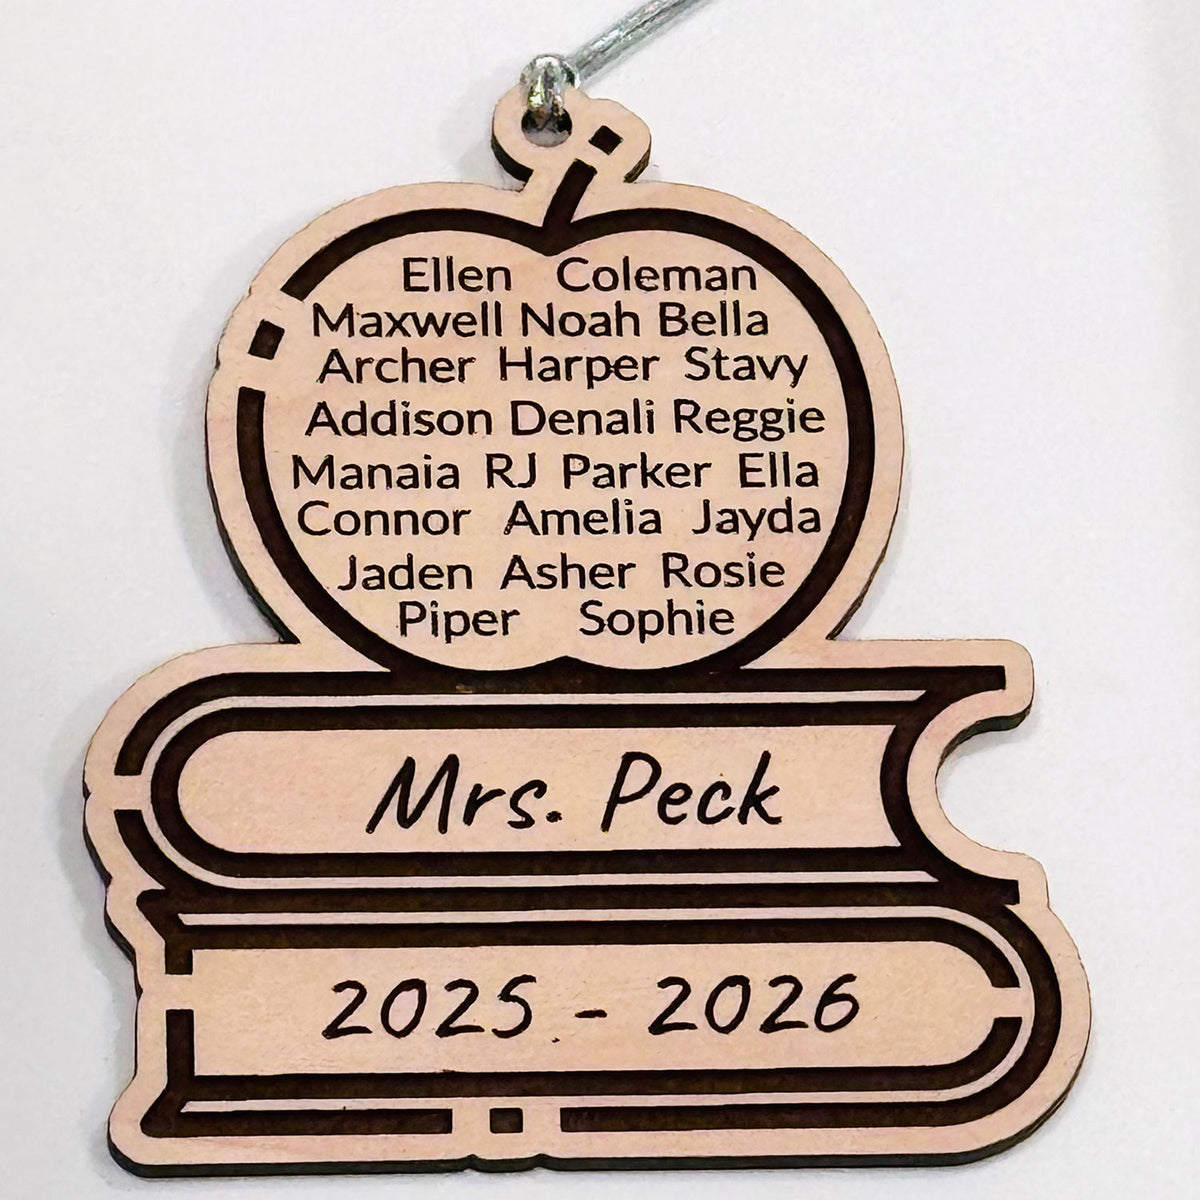 Ellen Coleman
Maxwell Noah Bella
Archer Harper Stavy
Addison Denali Reggie
Manaia RJ Parker Ella
Connor Amelia Jayda
Jaden Asher Rosie
Piper Sophie
Mrs. Peck
2025 - 2026